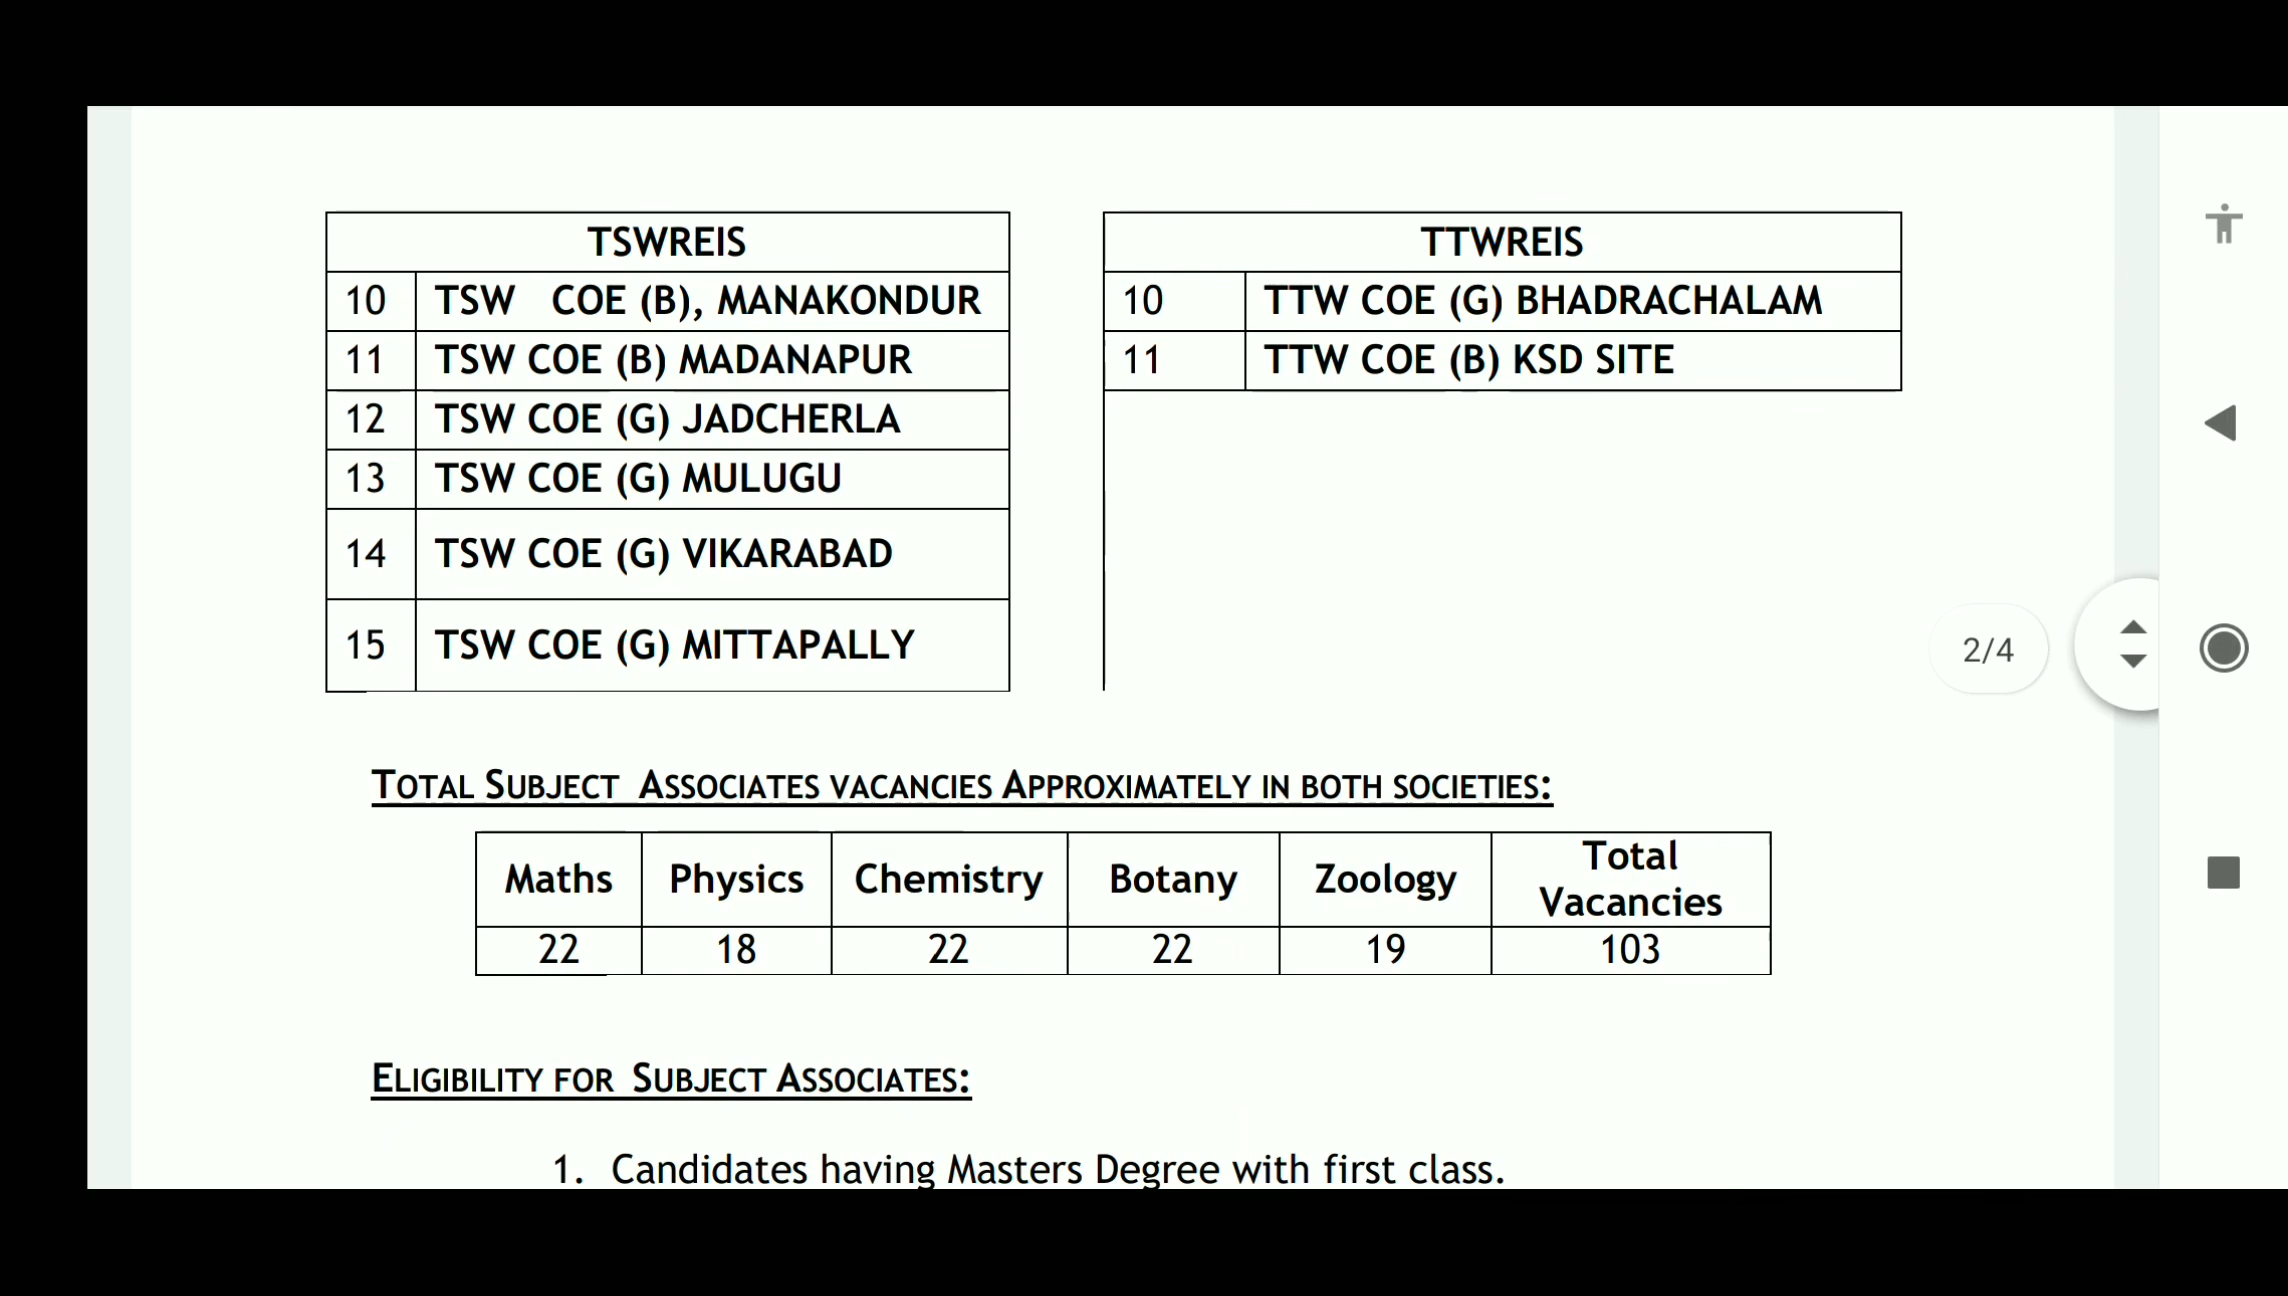 TSWREIS
10 TSW COE (B), MANAKONDUR
11 TSW COE (B) MADANAPUR
12 TSW COE (G) JADCHERLA
13 TSW COE (G) MULUGU
14 TSW COE (G) VIKARABAD
15 TSW COE (G) MITTAPALLY
TTWREIS
10 TTW COE (G) BHADRACHALAM
11 TTW COE (B) KSD SITE
2/4
TOTAL SUBJECT ASSOCIATES VACANCIES APPROXIMATELY IN BOTH SOCIETIES:
Maths Physics Chemistry Botany Zoology Total Vacancies
22 18 22 22 19 103
ELIGIBILITY FOR SUBJECT ASSOCIATES:
1. Candidates having Masters Degree with first class.